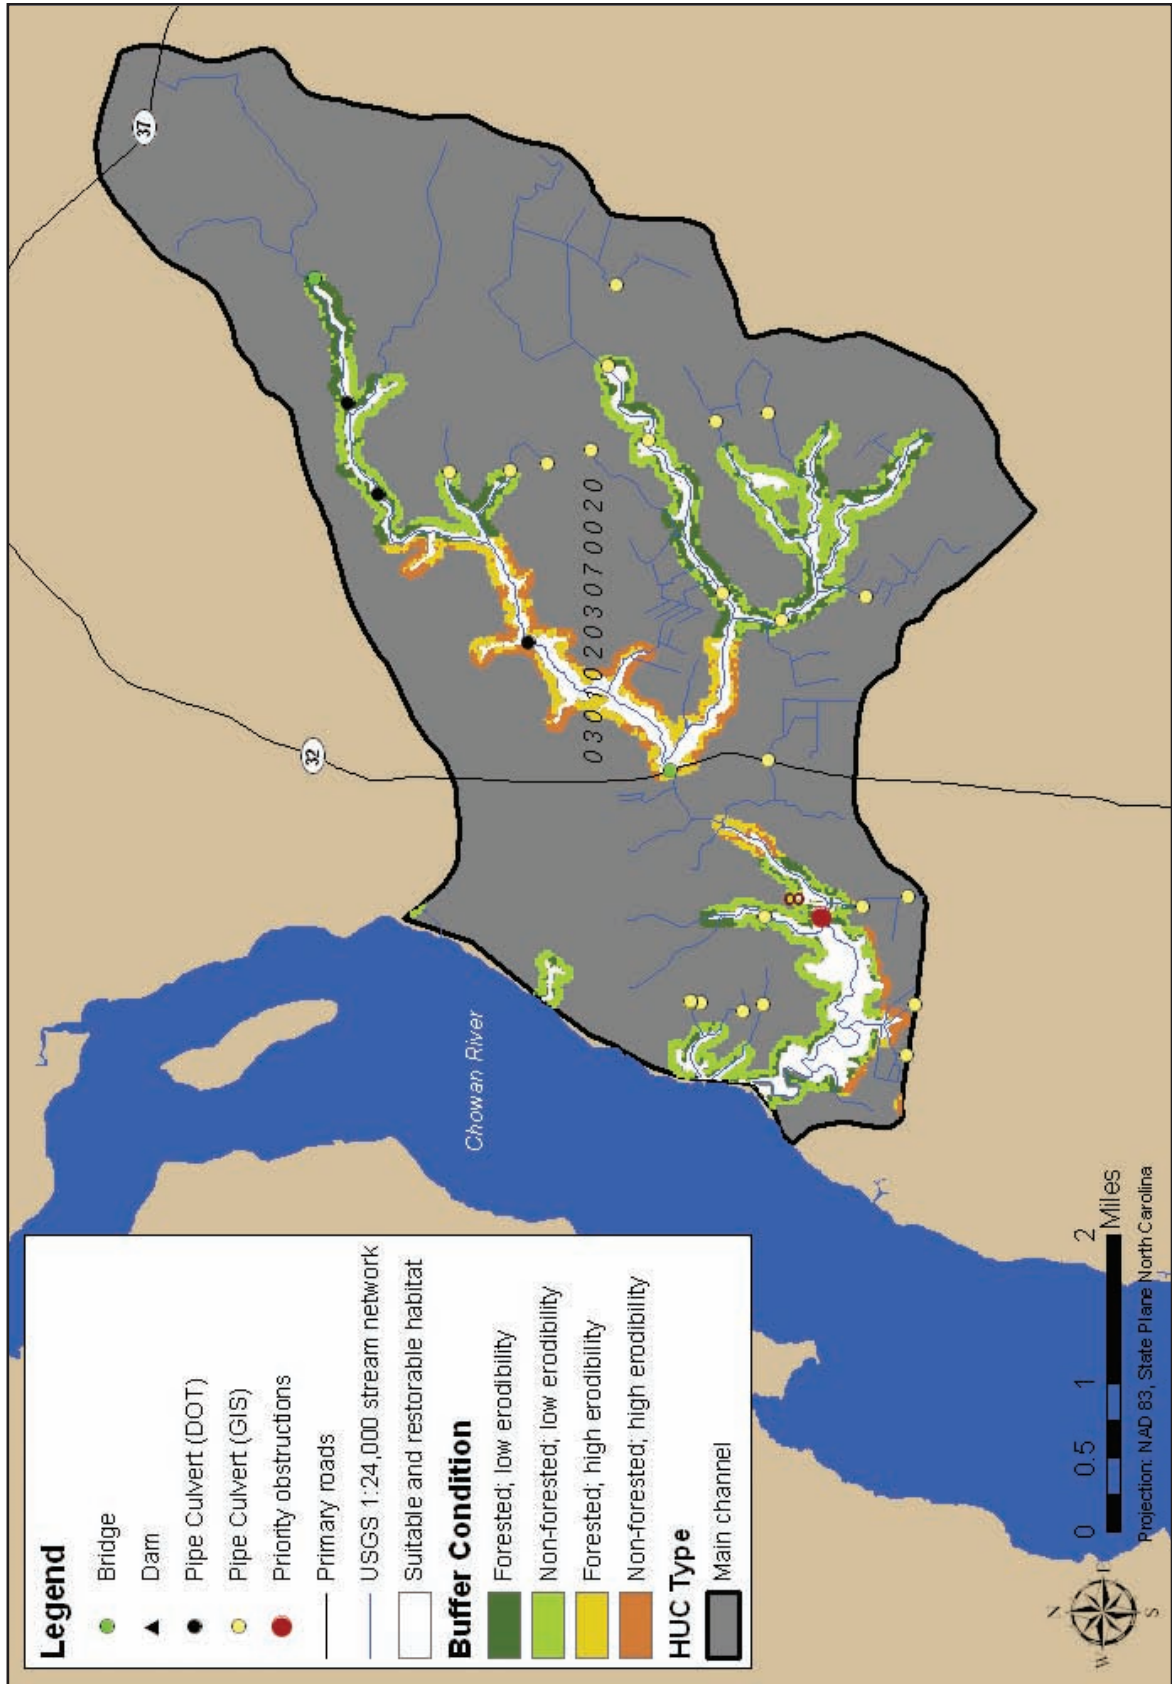 Legend
Bridge
Dam
Pipe Culvert (DOT)
Pipe Culvert (GIS)
Priority obstructions
Primary roads
USGS 1:24,000 stream network
Suitable and restorable habitat
Buffer Condition
Forested; low erodibility
Non-forested; low erodibility
Forested; high erodibility
Non-forested; high erodibility
HUC Type
Main channel
Chowan River
32
37
03010203070020
8
N
W
S
0 0.5 1 2
Miles
Projection: NAD 83, State Plane North Carolina